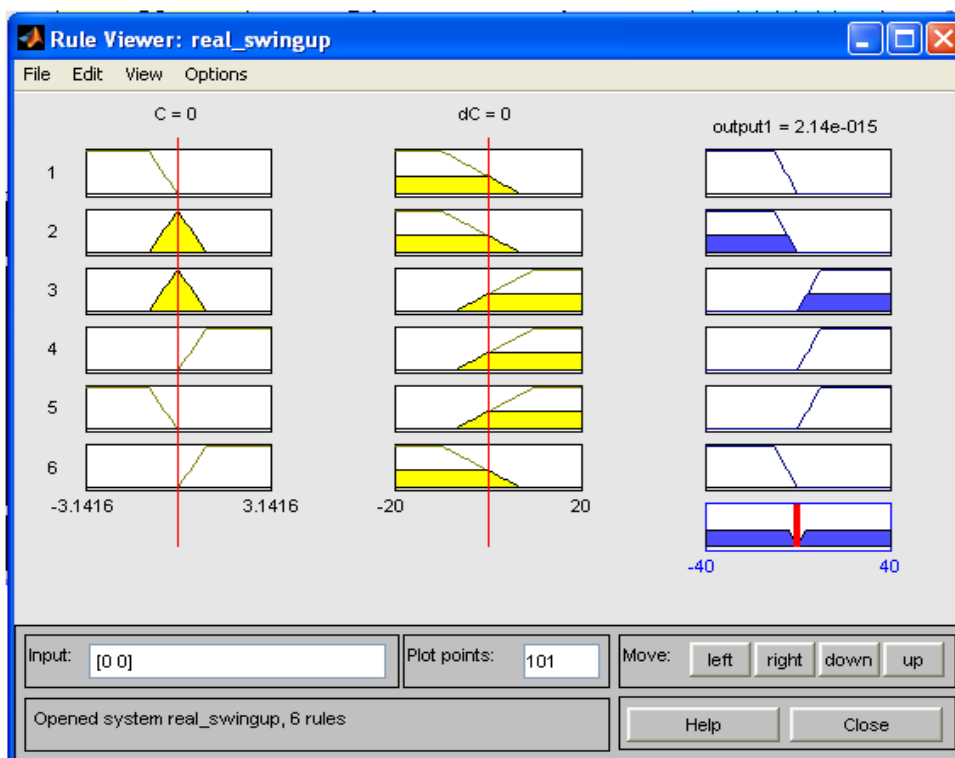 Rule Viewer: real_swingup
File Edit View Options
C = 0 dC = 0 output1 = 2.14e-015
1
2
3
4
5
6
-3.1416 3.1416 -20 20
-40 40
Input: [0 0] Plot points: 101 Move: left right down up
Opened system real_swingup, 6 rules Help Close